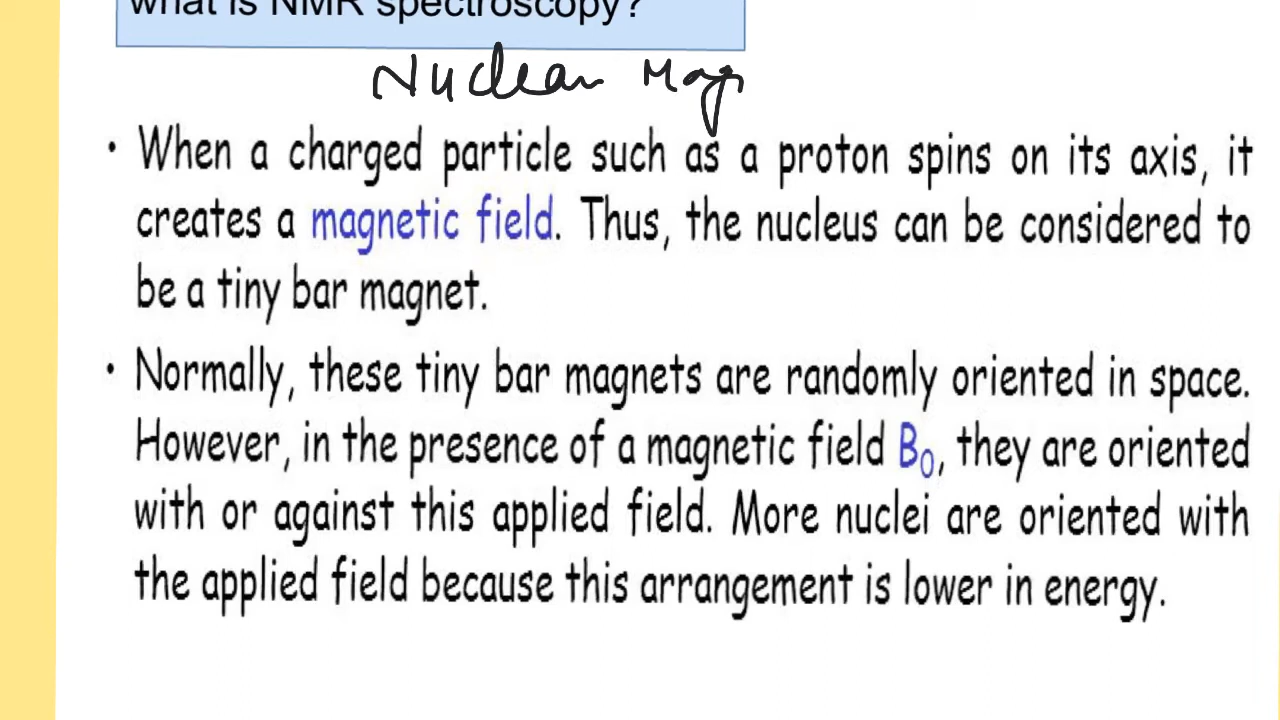 what is NMR spectroscopy?
Nuclear Mag
• When a charged particle such as a proton spins on its axis, it
creates a magnetic field. Thus, the nucleus can be considered to
be a tiny bar magnet.
• Normally, these tiny bar magnets are randomly oriented in space.
However, in the presence of a magnetic field B₀, they are oriented
with or against this applied field. More nuclei are oriented with
the applied field because this arrangement is lower in energy.